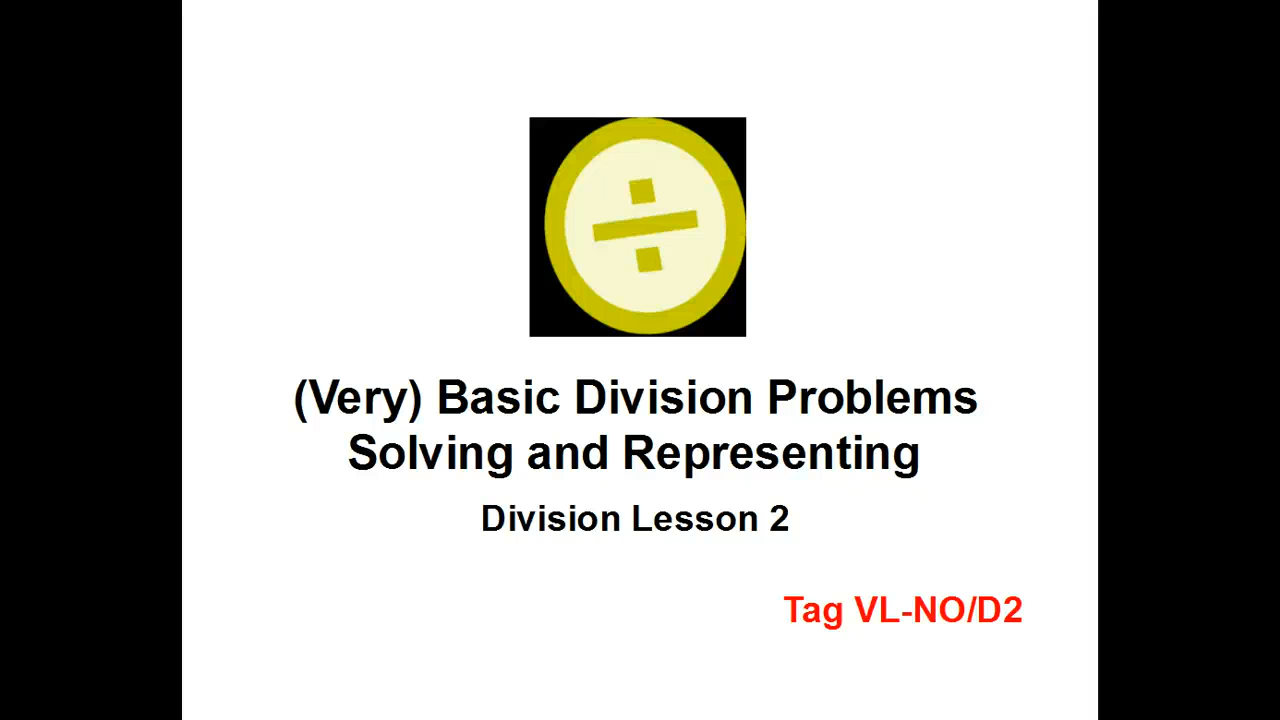 (Very) Basic Division Problems
Solving and Representing
Division Lesson 2
Tag VL-NO/D2